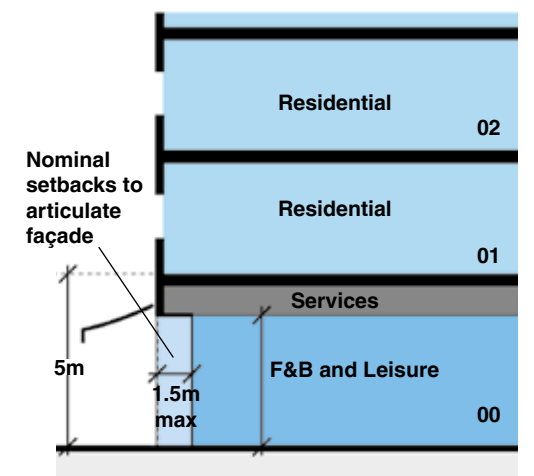 Residential
02
Nominal
setbacks to
articulate
façade
Residential
01
Services
5m
F&B and Leisure
1.5m
max
00